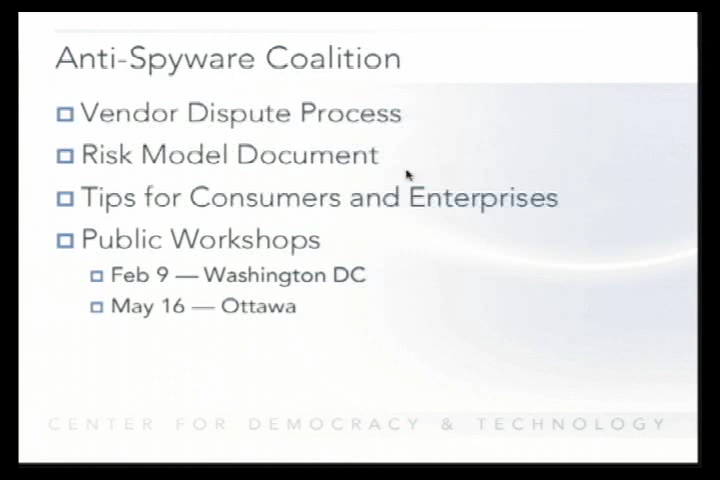 Anti-Spyware Coalition
Vendor Dispute Process
Risk Model Document
Tips for Consumers and Enterprises
Public Workshops
Feb 9 — Washington DC
May 16 — Ottawa
CENTER FOR DEMOCRACY & TECHNOLOGY